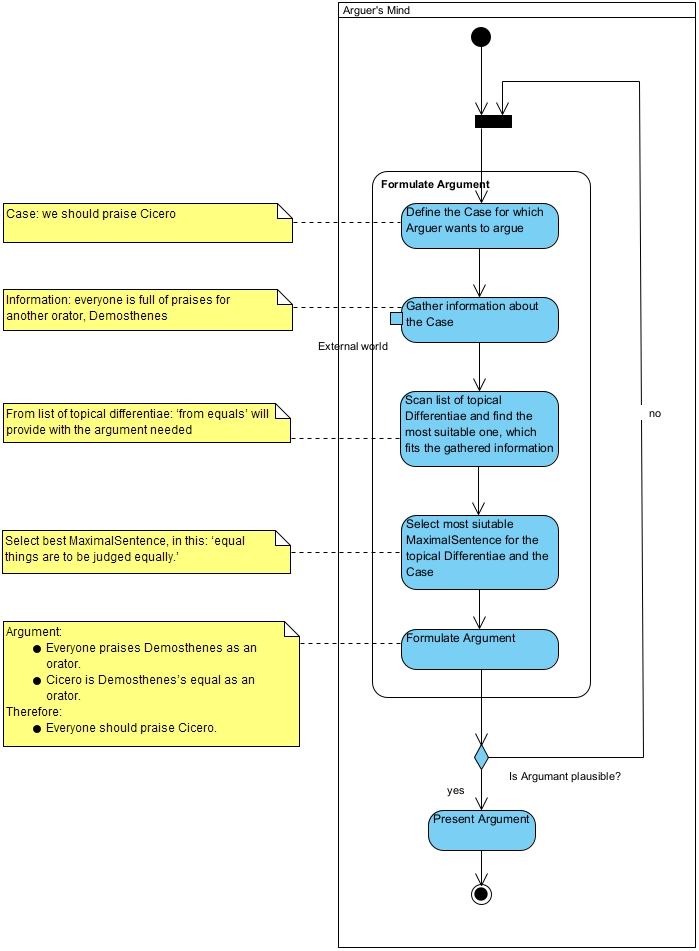 Arguer's Mind
Formulate Argument
Case: we should praise Cicero
Define the Case for which
Arguer wants to argue
Information: everyone is full of praises for
another orator, Demosthenes
Gather information about
the Case
External world
From list of topical differentiae: ‘from equals’ will
provide with the argument needed
Scan list of topical
Differentiae and find the
most suitable one, which
fits the gathered information
no
Select best MaximalSentence, in this: ‘equal
things are to be judged equally.’
Select most siutable
MaximalSentence for the
topical Differentiae and the
Case
Argument:
● Everyone praises Demosthenes as an
orator.
● Cicero is Demosthenes's equal as an
orator.
Therefore:
● Everyone should praise Cicero.
Formulate Argument
Is Argumant plausible?
yes
Present Argument